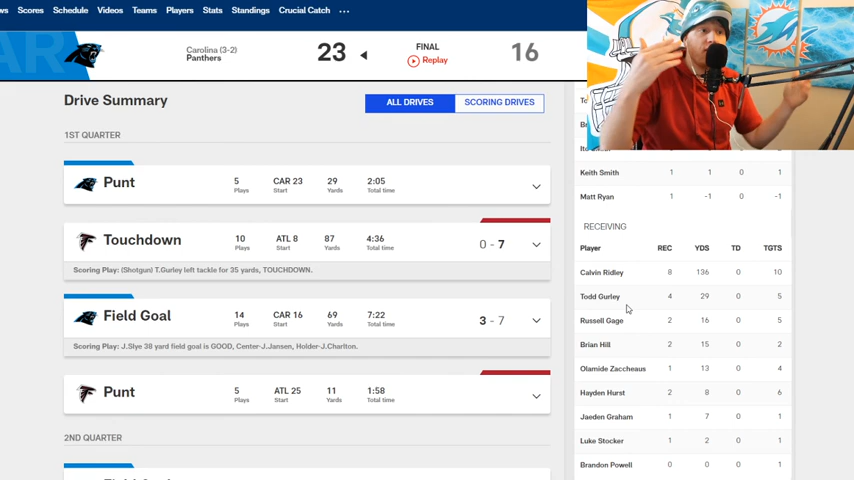 ws Scores Schedule Videos Teams Players Stats Standings Crucial Catch ...
Carolina (3-2)
Panthers
23
FINAL
Replay
16
Drive Summary
ALL DRIVES
SCORING DRIVES
1ST QUARTER
Punt
5 Plays
CAR 23 Start
29 Yards
2:05 Total time
Touchdown
10 Plays
ATL 8 Start
87 Yards
4:36 Total time
0 - 7
Scoring Play: (Shotgun) T.Gurley left tackle for 35 yards, TOUCHDOWN.
Field Goal
14 Plays
CAR 16 Start
69 Yards
7:22 Total time
3 - 7
Scoring Play: J.Slye 38 yard field goal is GOOD, Center-J.Jansen, Holder-J.Charlton.
Punt
5 Plays
ATL 25 Start
11 Yards
1:58 Total time
2ND QUARTER
Keith Smith 1 1 0 1
Matt Ryan 1 -1 0 -1
RECEIVING
Player REC YDS TD TGTS
Calvin Ridley 8 136 0 10
Todd Gurley 4 29 0 5
Russell Gage 2 16 0 5
Brian Hill 2 15 0 2
Olamide Zaccheaus 1 13 0 4
Hayden Hurst 2 8 0 6
Jaeden Graham 1 7 0 1
Luke Stocker 1 2 0 1
Brandon Powell 0 0 0 1